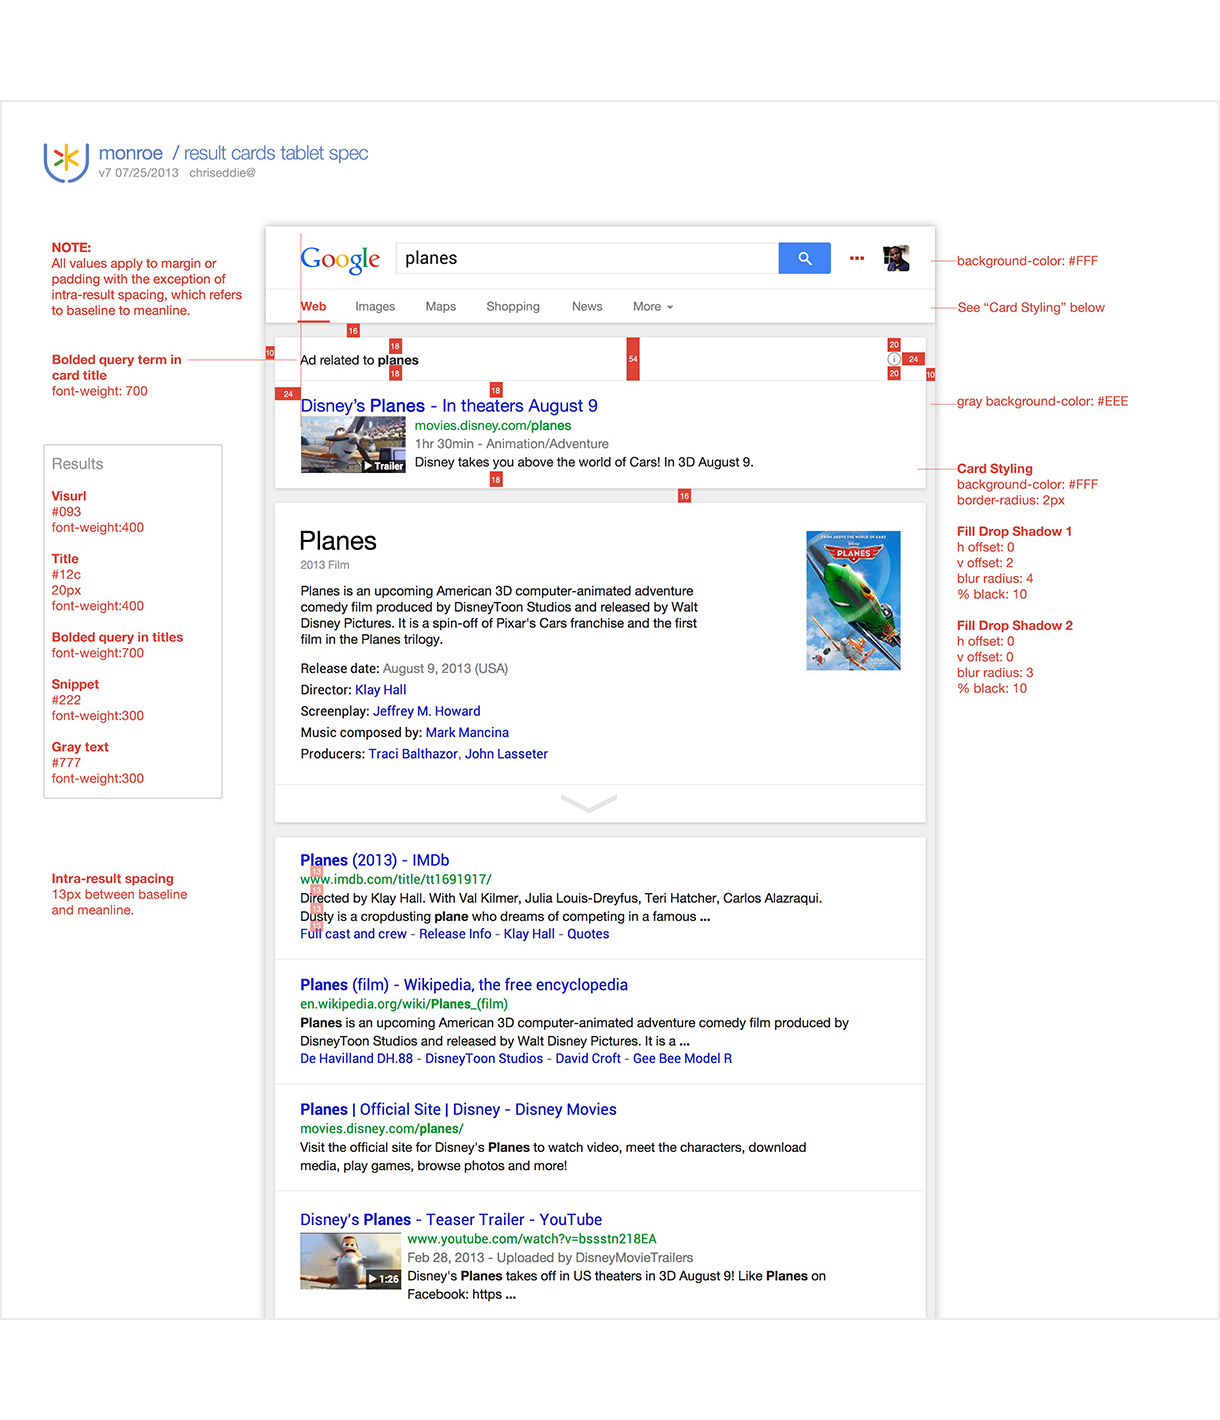 monroe / result cards tablet spec
v7 07/25/2013 chriseddie@
NOTE:
All values apply to margin or
padding with the exception of
intra-result spacing, which refers
to baseline to meanline.
Bolded query term in
card title
font-weight: 700
Results
Visurl
#093
font-weight:400
Title
#12c
20px
font-weight:400
Bolded query in titles
font-weight:700
Snippet
#222
font-weight:300
Gray text
#777
font-weight:300
Intra-result spacing
13px between baseline
and meanline.
Google
planes
Web Images Maps Shopping News More
16
10
18
54
20
Ad related to planes
24
18
20
10
24
18
Disney’s Planes - In theaters August 9
movies.disney.com/planes
1hr 30min - Animation/Adventure
Disney takes you above the world of Cars! In 3D August 9.
Trailer
18
16
Planes
2013 Film
Planes is an upcoming American 3D computer-animated adventure
comedy film produced by DisneyToon Studios and released by Walt
Disney Pictures. It is a spin-off of Pixar's Cars franchise and the first
film in the Planes trilogy.
Release date: August 9, 2013 (USA)
Director: Klay Hall
Screenplay: Jeffrey M. Howard
Music composed by: Mark Mancina
Producers: Traci Balthazor, John Lasseter
FROM ABOVE THE WORLD OF CARS
Disney
PLANES
Planes (2013) - IMDb
13
www.imdb.com/title/tt1691917/
13
Directed by Klay Hall. With Val Kilmer, Julia Louis-Dreyfus, Teri Hatcher, Carlos Alazraqui.
13
Dusty is a cropdusting plane who dreams of competing in a famous ...
13
Full cast and crew - Release Info - Klay Hall - Quotes
Planes (film) - Wikipedia, the free encyclopedia
en.wikipedia.org/wiki/Planes_(film)
Planes is an upcoming American 3D computer-animated adventure comedy film produced by
DisneyToon Studios and released by Walt Disney Pictures. It is a ...
De Havilland DH.88 - DisneyToon Studios - David Croft - Gee Bee Model R
Planes | Official Site | Disney - Disney Movies
movies.disney.com/planes/
Visit the official site for Disney's Planes to watch video, meet the characters, download
media, play games, browse photos and more!
Disney's Planes - Teaser Trailer - YouTube
www.youtube.com/watch?v=bssstn218EA
Feb 28, 2013 - Uploaded by DisneyMovieTrailers
Disney's Planes takes off in US theaters in 3D August 9! Like Planes on
Facebook: https ...
1:26
background-color: #FFF
See “Card Styling” below
gray background-color: #EEE
Card Styling
background-color: #FFF
border-radius: 2px
Fill Drop Shadow 1
h offset: 0
v offset: 2
blur radius: 4
% black: 10
Fill Drop Shadow 2
h offset: 0
v offset: 0
blur radius: 3
% black: 10